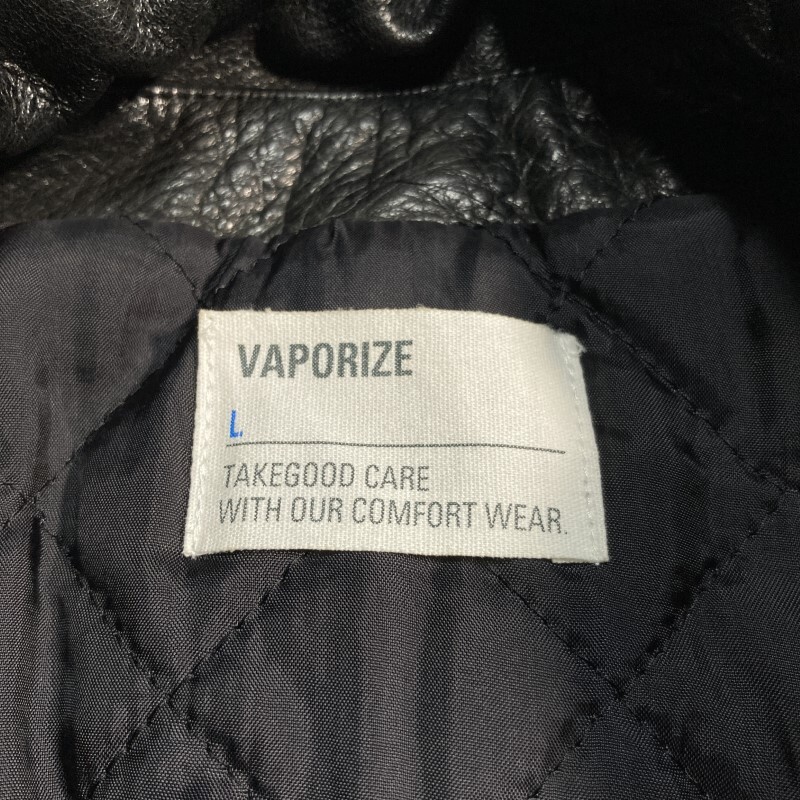 VAPORIZE
L
TAKEGOOD CARE
WITH OUR COMFORT WEAR.